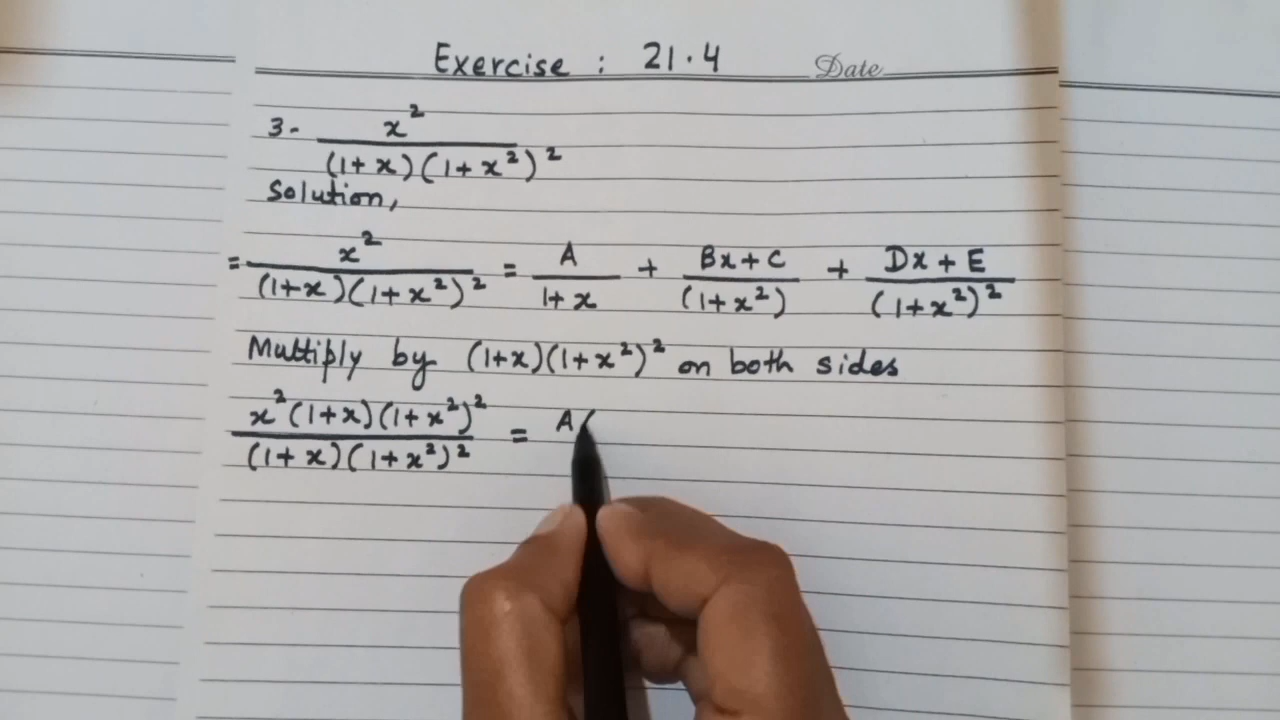 Exercise : 21.4 Date
3- x² / (1+x)(1+x²)²
Solution,
= x² / (1+x)(1+x²)² = A / 1+x + Bx+C / (1+x²) + Dx+E / (1+x²)²
Multiply by (1+x)(1+x²)² on both sides
x²(1+x)(1+x²)² / (1+x)(1+x²)² = A(